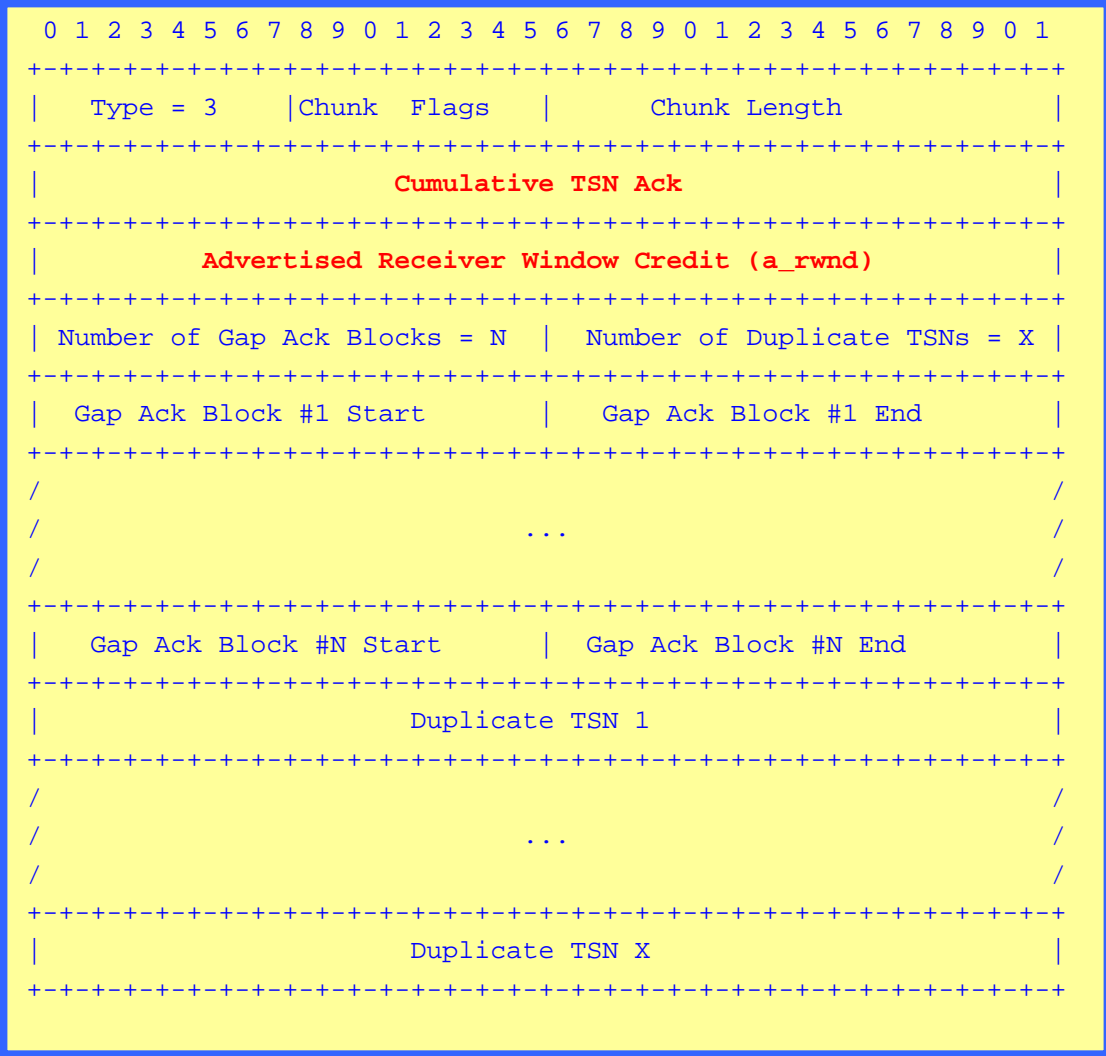 0 1 2 3 4 5 6 7 8 9 0 1 2 3 4 5 6 7 8 9 0 1 2 3 4 5 6 7 8 9 0 1
+-+-+-+-+-+-+-+-+-+-+-+-+-+-+-+-+-+-+-+-+-+-+-+-+-+-+-+-+-+-+-+-+
|   Type = 3    |Chunk  Flags   |      Chunk Length             |
+-+-+-+-+-+-+-+-+-+-+-+-+-+-+-+-+-+-+-+-+-+-+-+-+-+-+-+-+-+-+-+-+
|                      Cumulative TSN Ack                       |
+-+-+-+-+-+-+-+-+-+-+-+-+-+-+-+-+-+-+-+-+-+-+-+-+-+-+-+-+-+-+-+-+
|          Advertised Receiver Window Credit (a_rwnd)           |
+-+-+-+-+-+-+-+-+-+-+-+-+-+-+-+-+-+-+-+-+-+-+-+-+-+-+-+-+-+-+-+-+
| Number of Gap Ack Blocks = N  |  Number of Duplicate TSNs = X |
+-+-+-+-+-+-+-+-+-+-+-+-+-+-+-+-+-+-+-+-+-+-+-+-+-+-+-+-+-+-+-+-+
|  Gap Ack Block #1 Start       |   Gap Ack Block #1 End        |
+-+-+-+-+-+-+-+-+-+-+-+-+-+-+-+-+-+-+-+-+-+-+-+-+-+-+-+-+-+-+-+-+
/                                                               /
/                              ...                              /
/                                                               /
+-+-+-+-+-+-+-+-+-+-+-+-+-+-+-+-+-+-+-+-+-+-+-+-+-+-+-+-+-+-+-+-+
|   Gap Ack Block #N Start      |  Gap Ack Block #N End         |
+-+-+-+-+-+-+-+-+-+-+-+-+-+-+-+-+-+-+-+-+-+-+-+-+-+-+-+-+-+-+-+-+
|                       Duplicate TSN 1                         |
+-+-+-+-+-+-+-+-+-+-+-+-+-+-+-+-+-+-+-+-+-+-+-+-+-+-+-+-+-+-+-+-+
/                                                               /
/                              ...                              /
/                                                               /
+-+-+-+-+-+-+-+-+-+-+-+-+-+-+-+-+-+-+-+-+-+-+-+-+-+-+-+-+-+-+-+-+
|                       Duplicate TSN X                         |
+-+-+-+-+-+-+-+-+-+-+-+-+-+-+-+-+-+-+-+-+-+-+-+-+-+-+-+-+-+-+-+-+